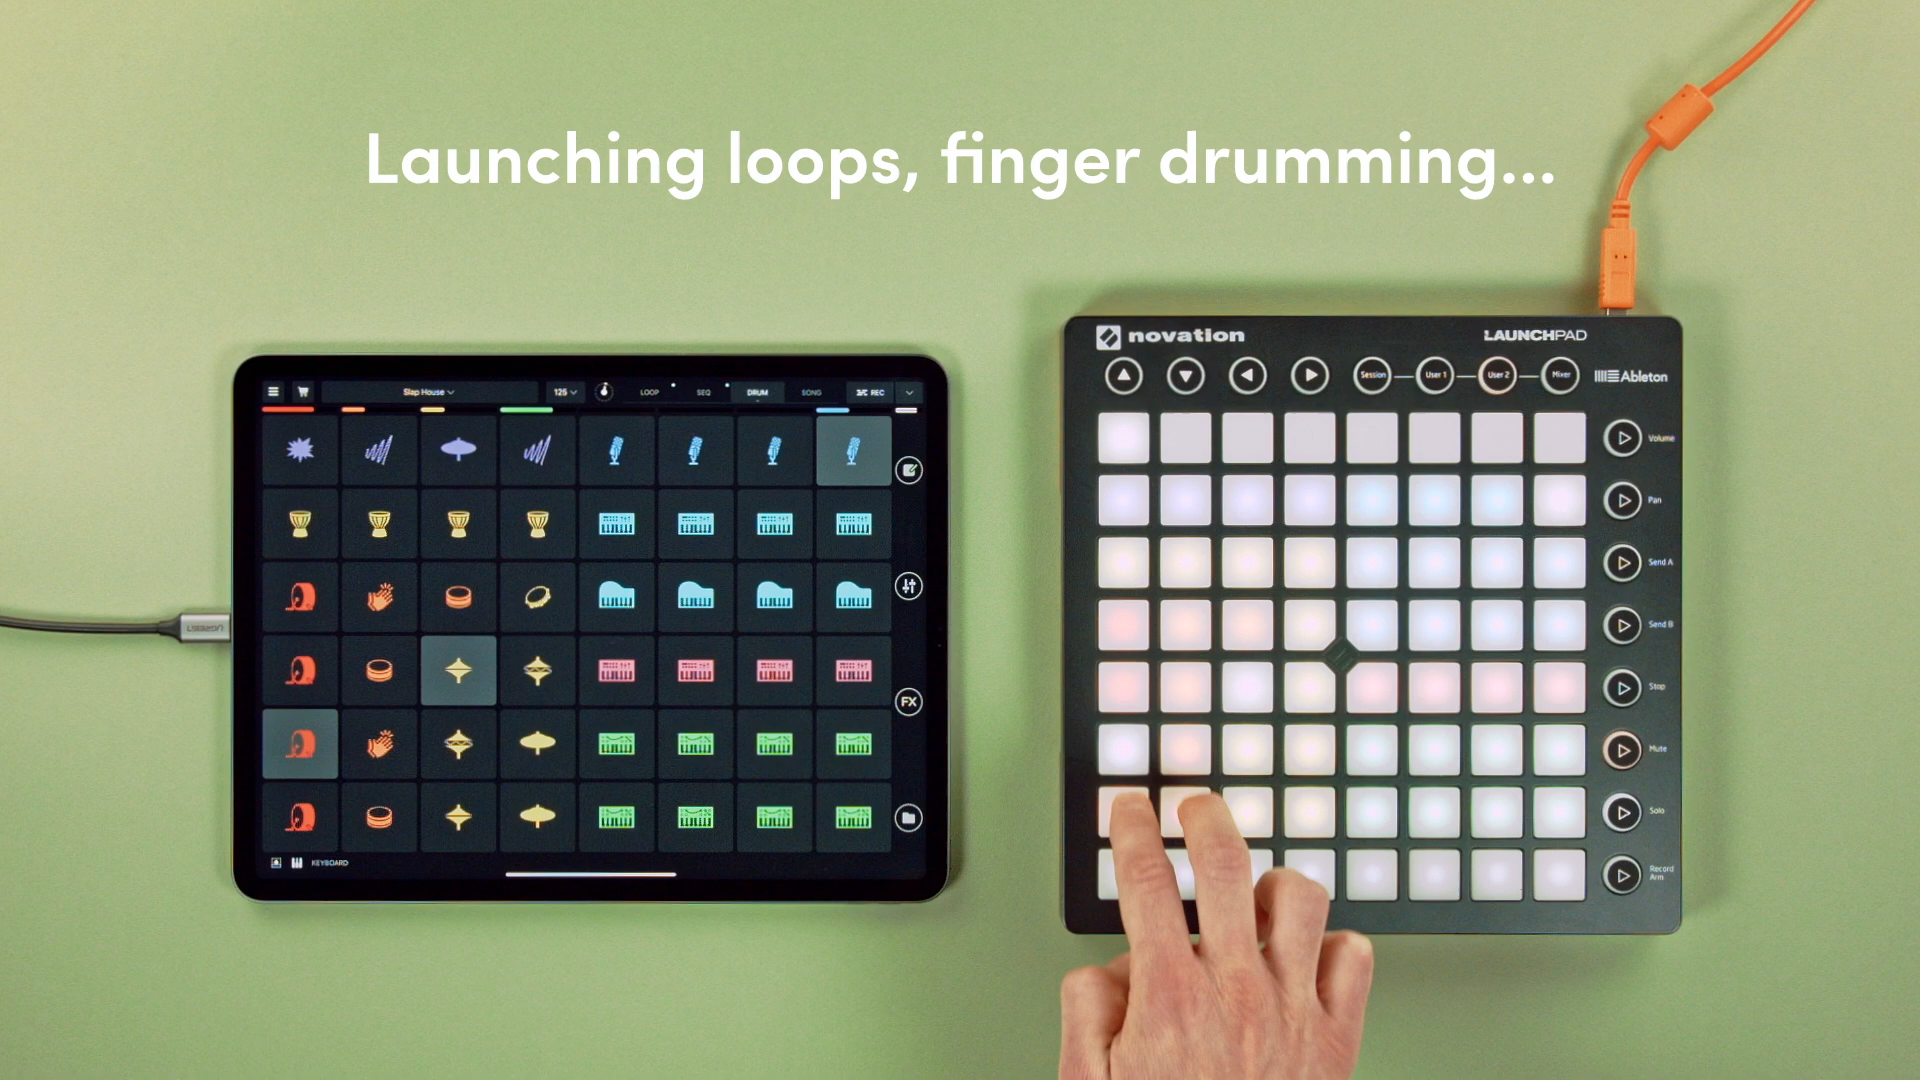 Launching loops, finger drumming...
novation
LAUNCHPAD
Session
User 1
User 2
Mixer
Ableton
Slap House
125
LOOP
SEQ
DRUM
SONG
REC
Volume
Pan
Send A
Send B
Stop
Mute
Solo
Record
Arm
FX
UGREEN
KEYBOARD